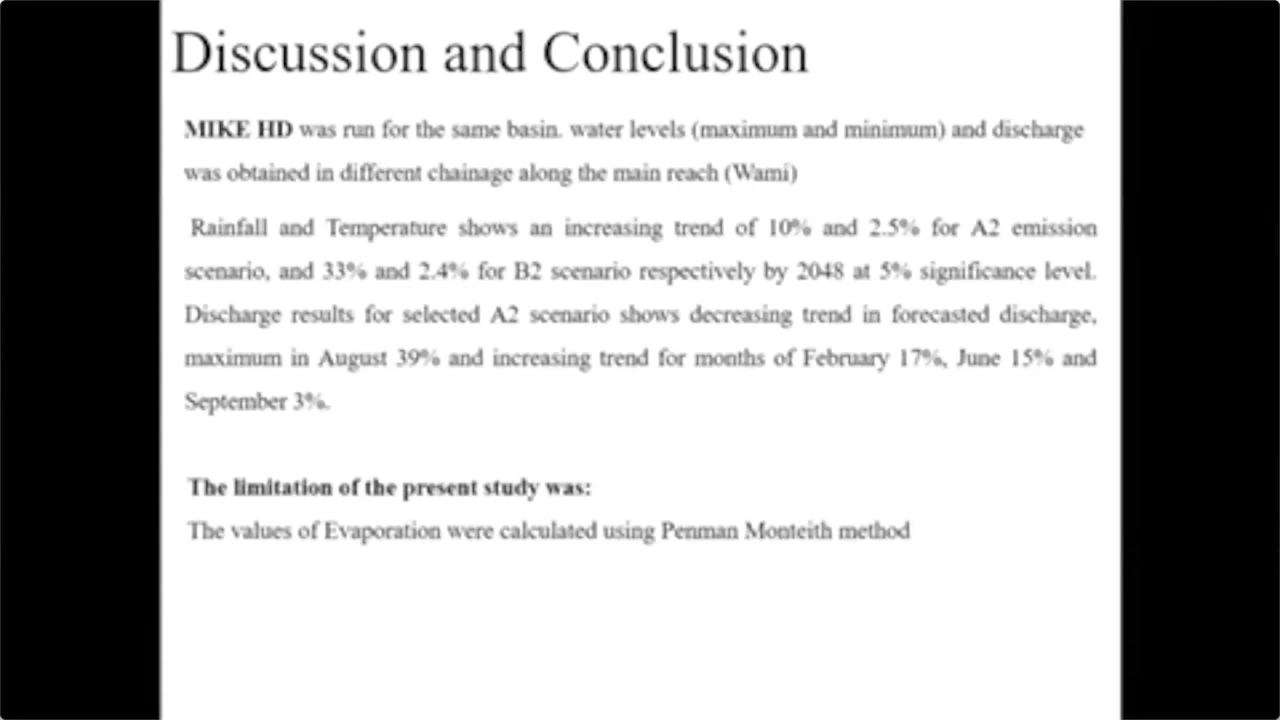 Discussion and Conclusion
MIKE HD was run for the same basin. water levels (maximum and minimum) and discharge
was obtained in different chainage along the main reach (Wami)
Rainfall and Temperature shows an increasing trend of 10% and 2.5% for A2 emission
scenario, and 33% and 2.4% for B2 scenario respectively by 2048 at 5% significance level.
Discharge results for selected A2 scenario shows decreasing trend in forecasted discharge,
maximum in August 39% and increasing trend for months of February 17%, June 15% and
September 3%.
The limitation of the present study was:
The values of Evaporation were calculated using Penman Monteith method